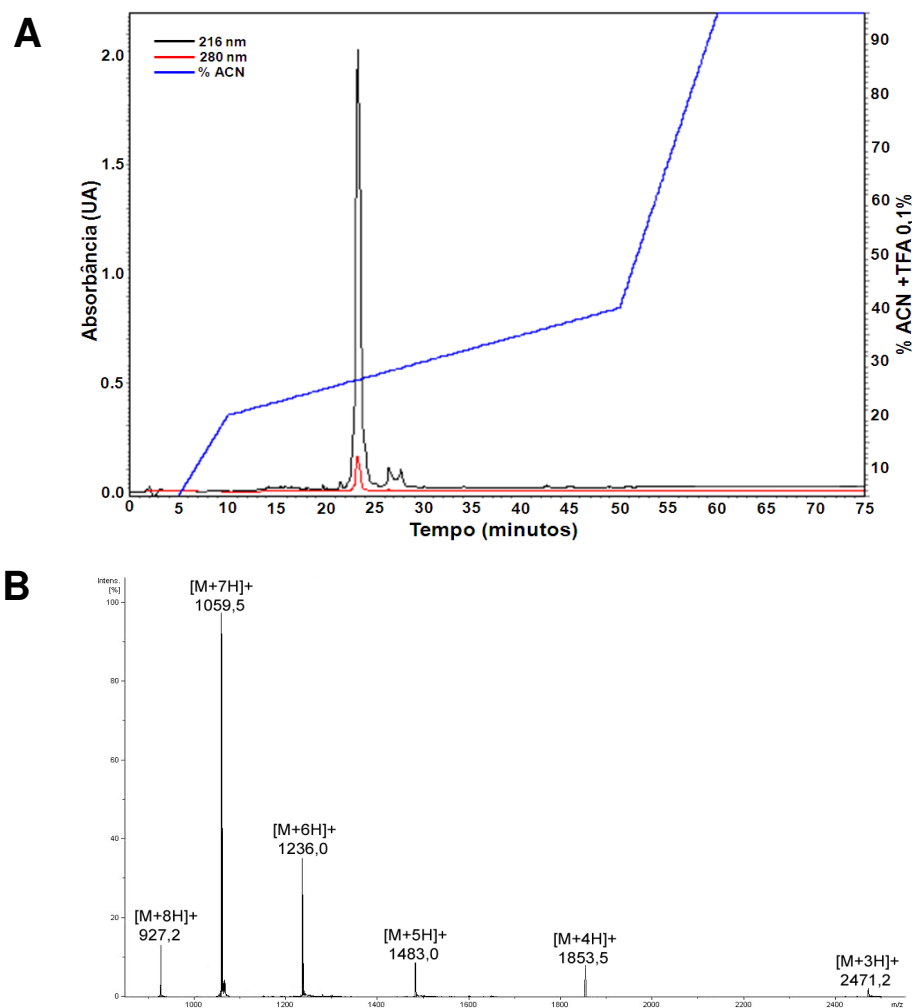 A
216 nm
280 nm
% ACN
Absorbância (UA)
2.0
1.5
1.0
0.5
0.0
90
80
70
60
50
40
30
20
10
% ACN +TFA 0,1%
0 5 10 15 20 25 30 35 40 45 50 55 60 65 70 75
Tempo (minutos)
B
Intens.
[%]
100
80
60
40
20
0
[M+7H]+
1059,5
[M+6H]+
1236,0
[M+8H]+
927,2
[M+5H]+
1483,0
[M+4H]+
1853,5
[M+3H]+
2471,2
1000 1200 1400 1600 1800 2000 2200 2400 m/z